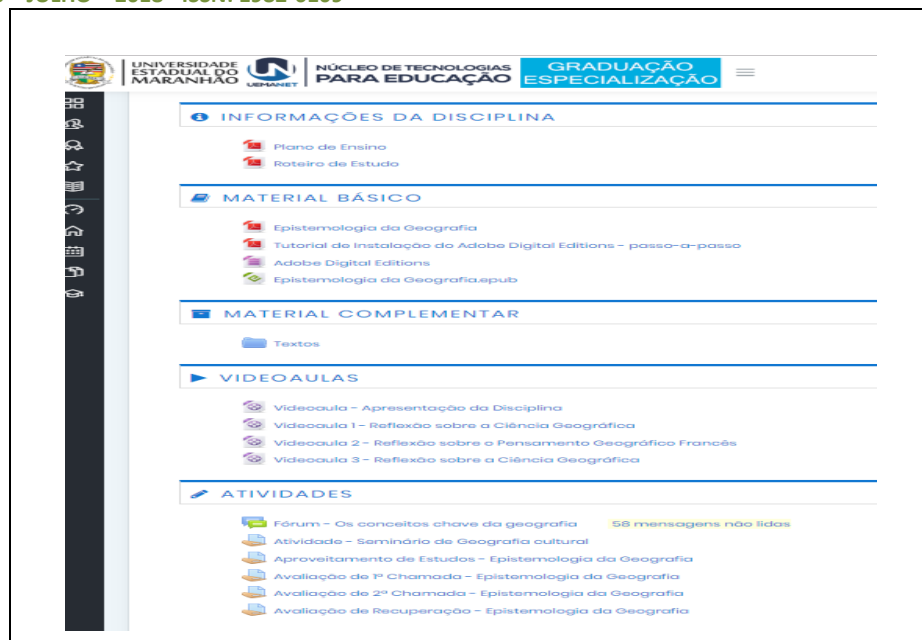 UNIVERSIDADE
ESTADUAL DO
MARANHÃO
UEMANET
NÚCLEO DE TECNOLOGIAS
PARA EDUCAÇÃO
GRADUAÇÃO
ESPECIALIZAÇÃO
INFORMAÇÕES DA DISCIPLINA
Plano de Ensino
Roteiro de Estudo
MATERIAL BÁSICO
Epistemologia da Geografia
Tutorial de Instalação do Adobe Digital Editions - passo-a-passo
Adobe Digital Editions
Epistemologia da Geografia.epub
MATERIAL COMPLEMENTAR
Textos
VIDEOAULAS
Videoaula - Apresentação da Disciplina
Videoaula 1 - Reflexão sobre a Ciência Geográfica
Videoaula 2 - Reflexão sobre o Pensamento Geográfico Francês
Videoaula 3 - Reflexão sobre a Ciência Geográfica
ATIVIDADES
Fórum - Os conceitos chave da geografia 58 mensagens não lidas
Atividade - Seminário de Geografia cultural
Aproveitamento de Estudos - Epistemologia da Geografia
Avaliação de 1ª Chamada - Epistemologia da Geografia
Avaliação de 2ª Chamada - Epistemologia da Geografia
Avaliação de Recuperação - Epistemologia da Geografia